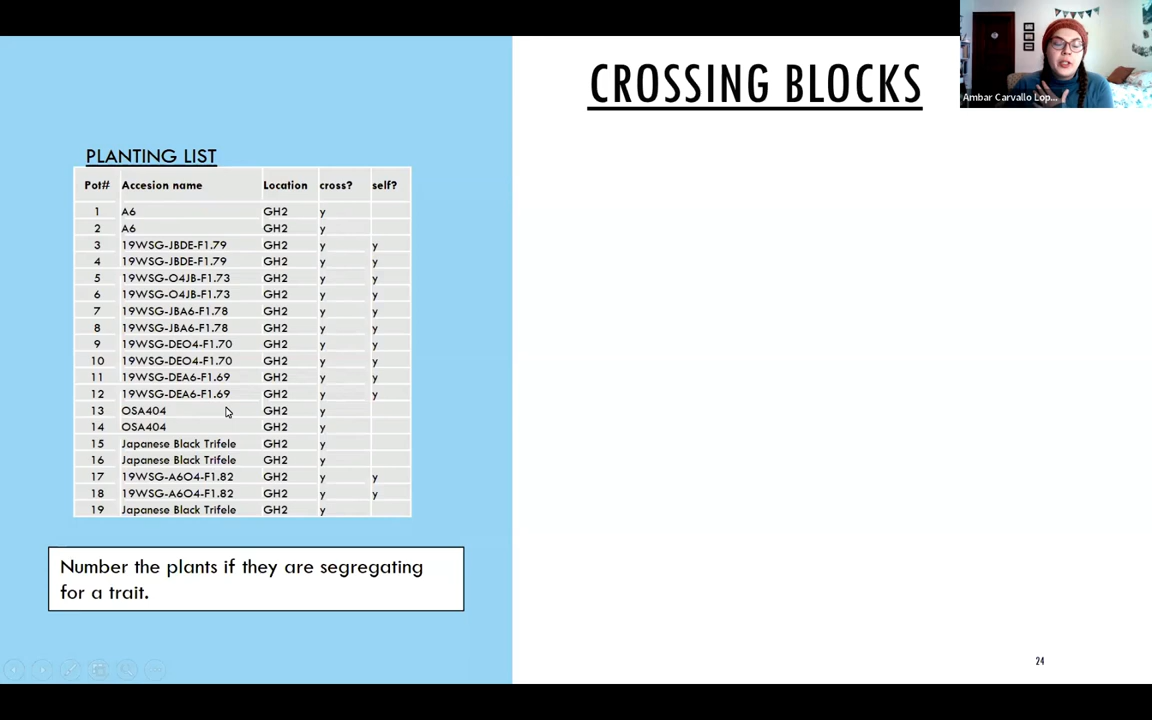 CROSSING BLOCKS
Ambar Carvallo Lop...
PLANTING LIST
Pot# Accesion name Location cross? self?
1 A6 GH2 y
2 A6 GH2 y
3 19WSG-JBDE-F1.79 GH2 y y
4 19WSG-JBDE-F1.79 GH2 y y
5 19WSG-O4JB-F1.73 GH2 y y
6 19WSG-O4JB-F1.73 GH2 y y
7 19WSG-JBA6-F1.78 GH2 y y
8 19WSG-JBA6-F1.78 GH2 y y
9 19WSG-DEO4-F1.70 GH2 y y
10 19WSG-DEO4-F1.70 GH2 y y
11 19WSG-DEA6-F1.69 GH2 y y
12 19WSG-DEA6-F1.69 GH2 y y
13 OSA404 GH2 y
14 OSA404 GH2 y
15 Japanese Black Trifele GH2 y
16 Japanese Black Trifele GH2 y
17 19WSG-A6O4-F1.82 GH2 y y
18 19WSG-A6O4-F1.82 GH2 y y
19 Japanese Black Trifele GH2 y
Number the plants if they are segregating
for a trait.
24